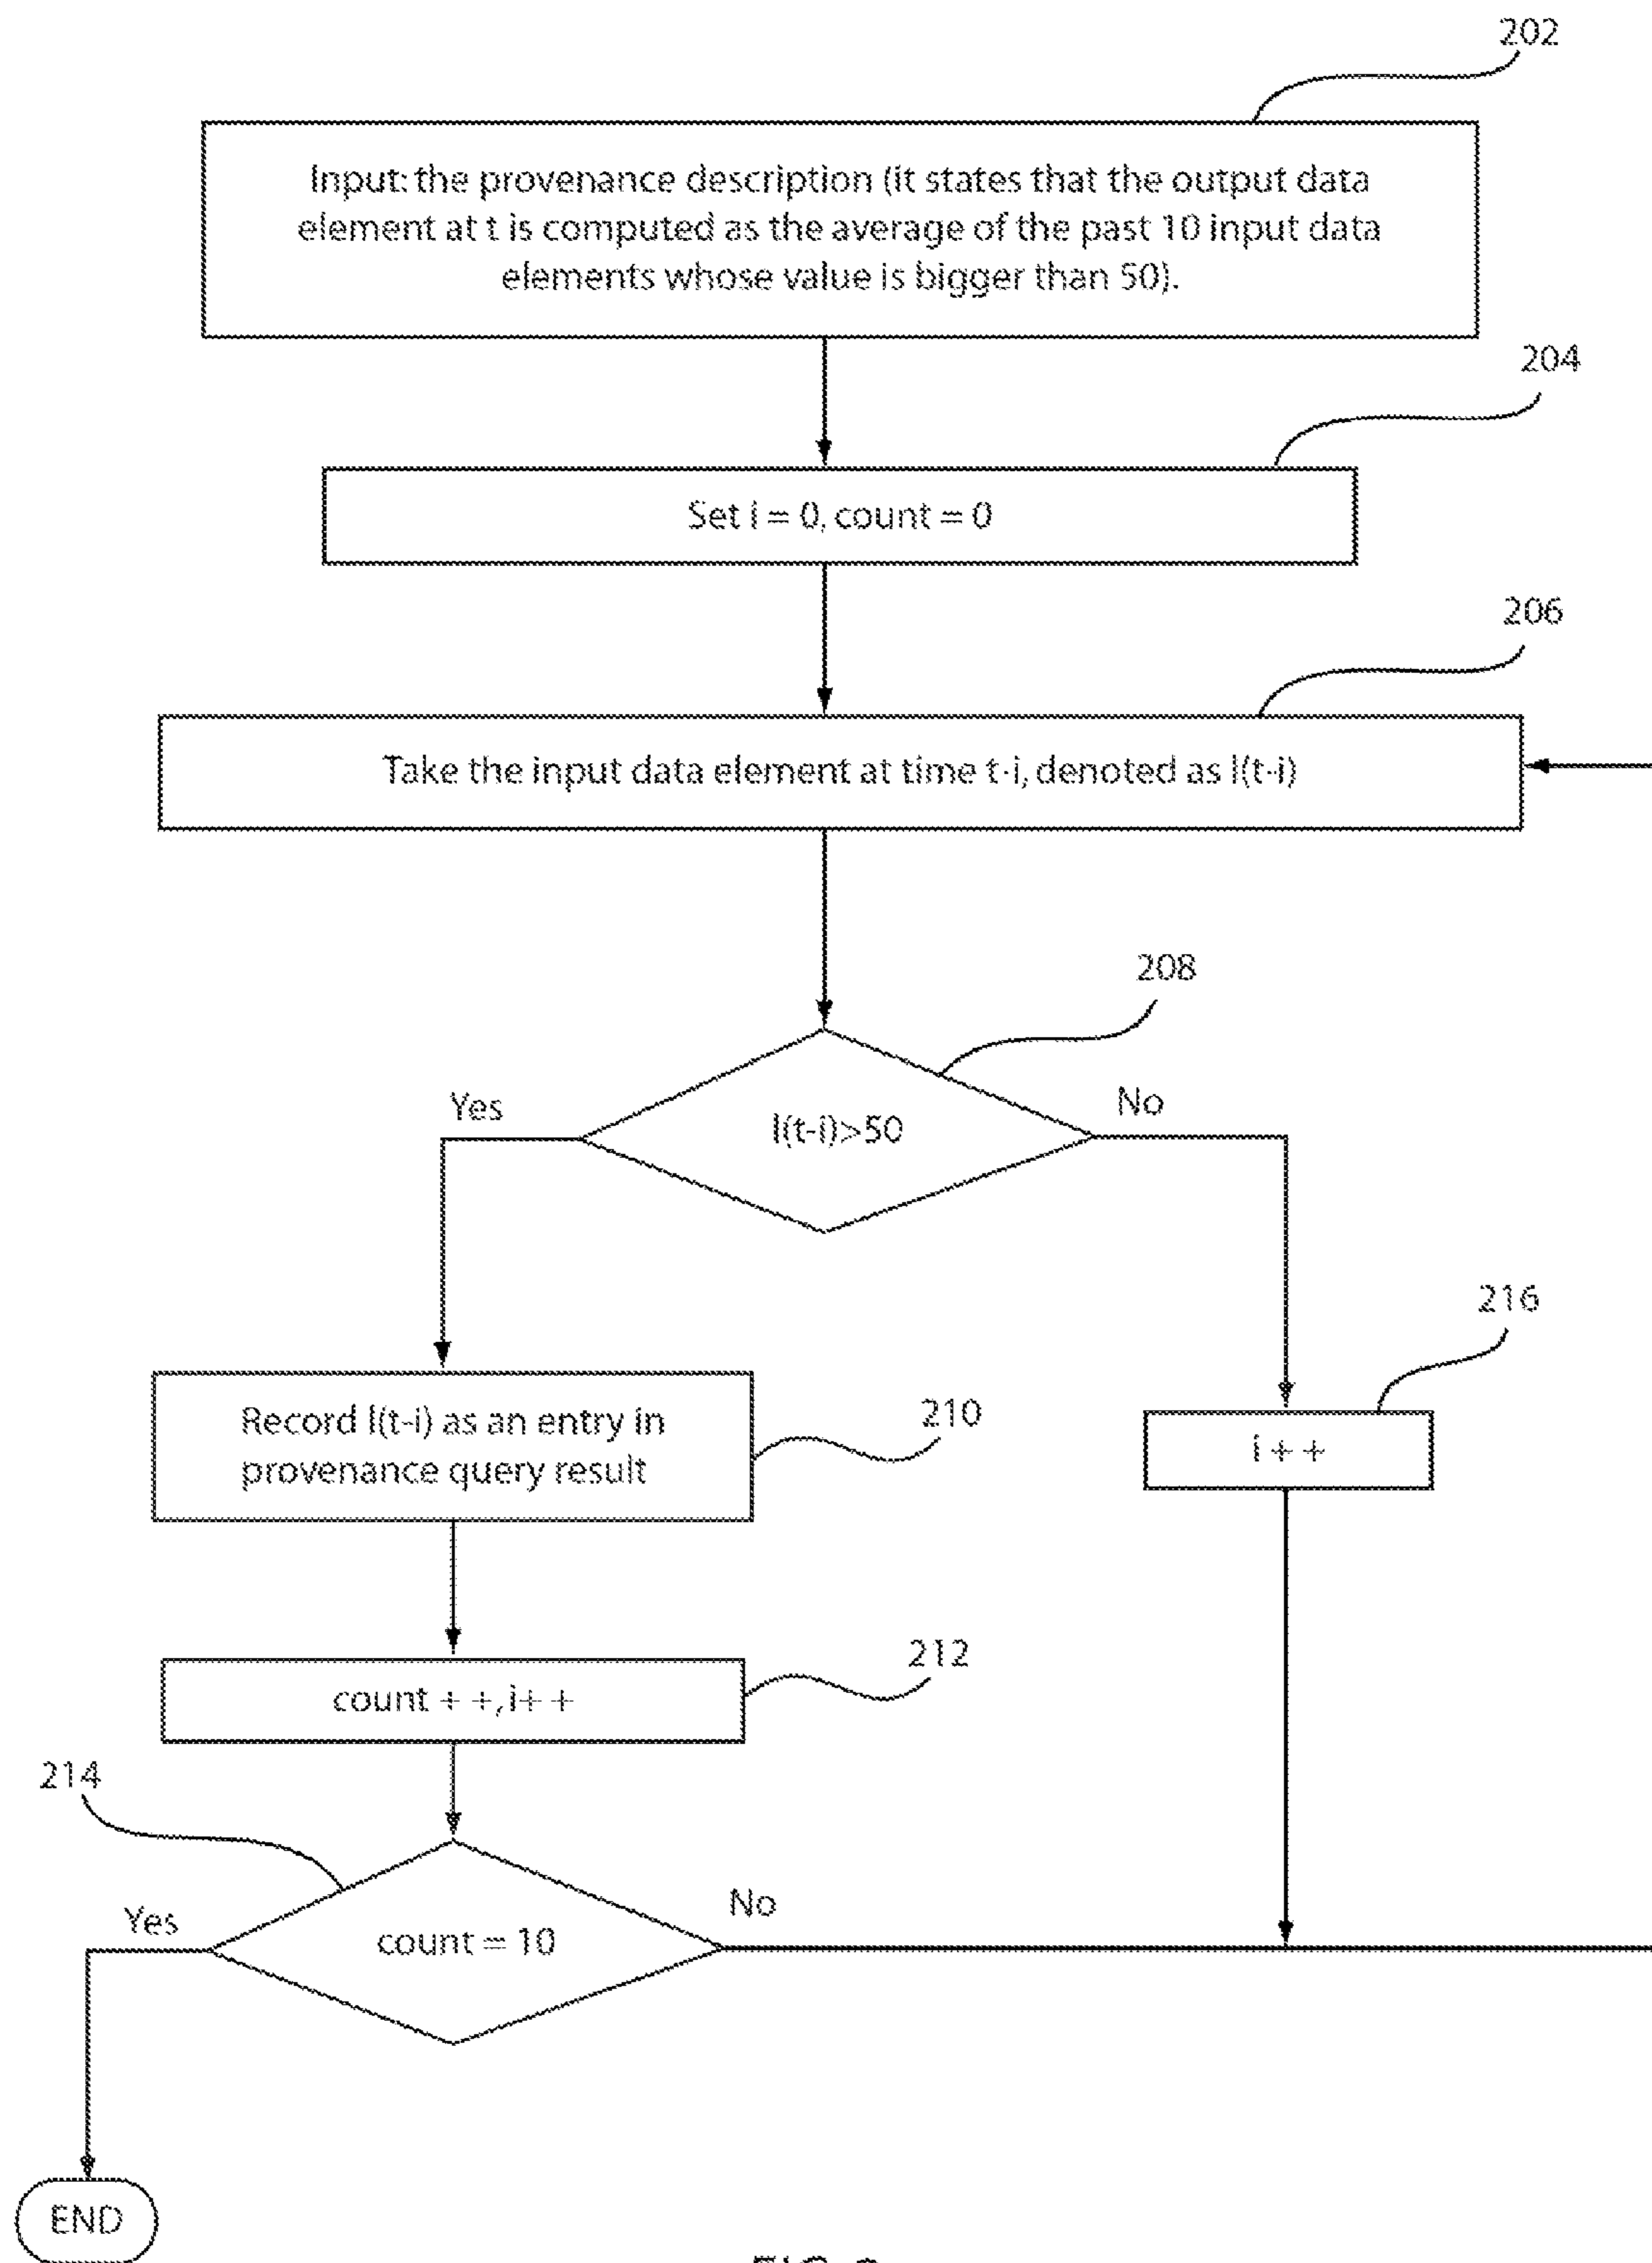 202
Input: the provenance description (it states that the output data
element at t is computed as the average of the past 10 input data
elements whose value is bigger than 50).
204
Set i = 0, count = 0
206
Take the input data element at time t-i, denoted as I(t-i)
208
Yes
No
I(t-i)>50
216
210
Record I(t-i) as an entry in
provenance query result
i + +
212
count + +, i+ +
214
Yes
No
count = 10
END